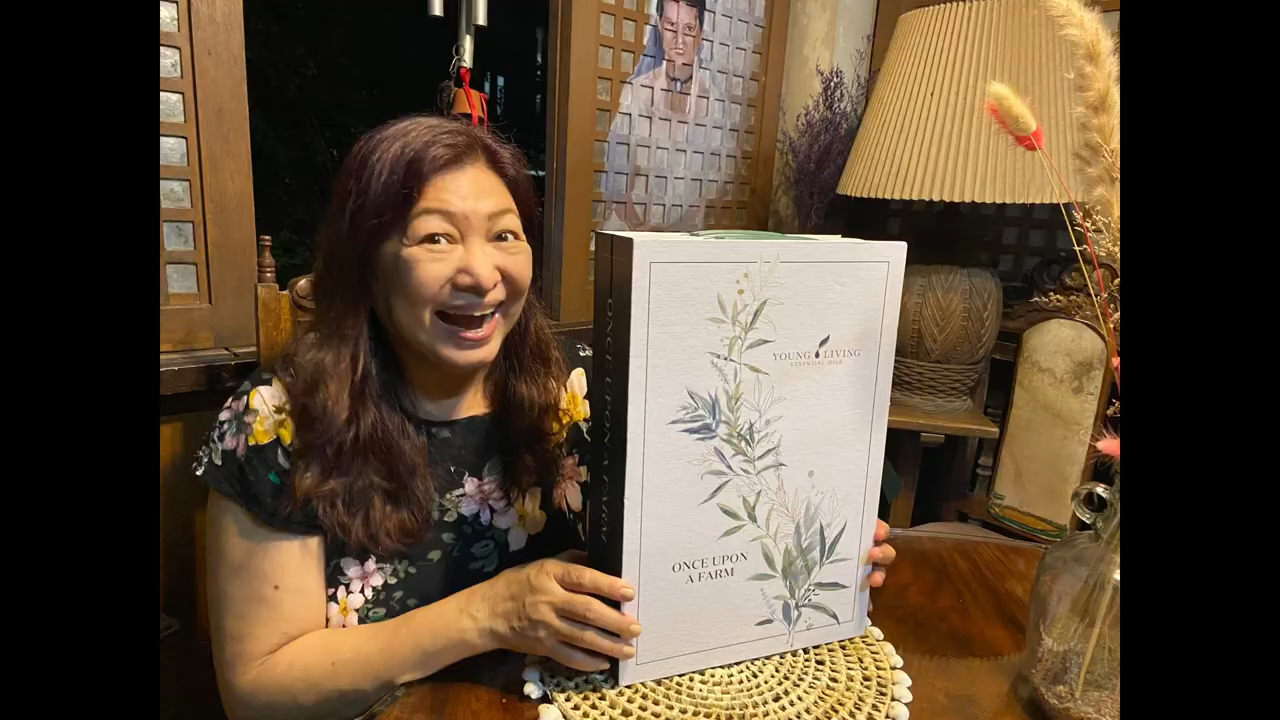 YOUNG LIVING
ESSENTIAL OILS
ONCE UPON
A FARM
ONCE UPON A FARM